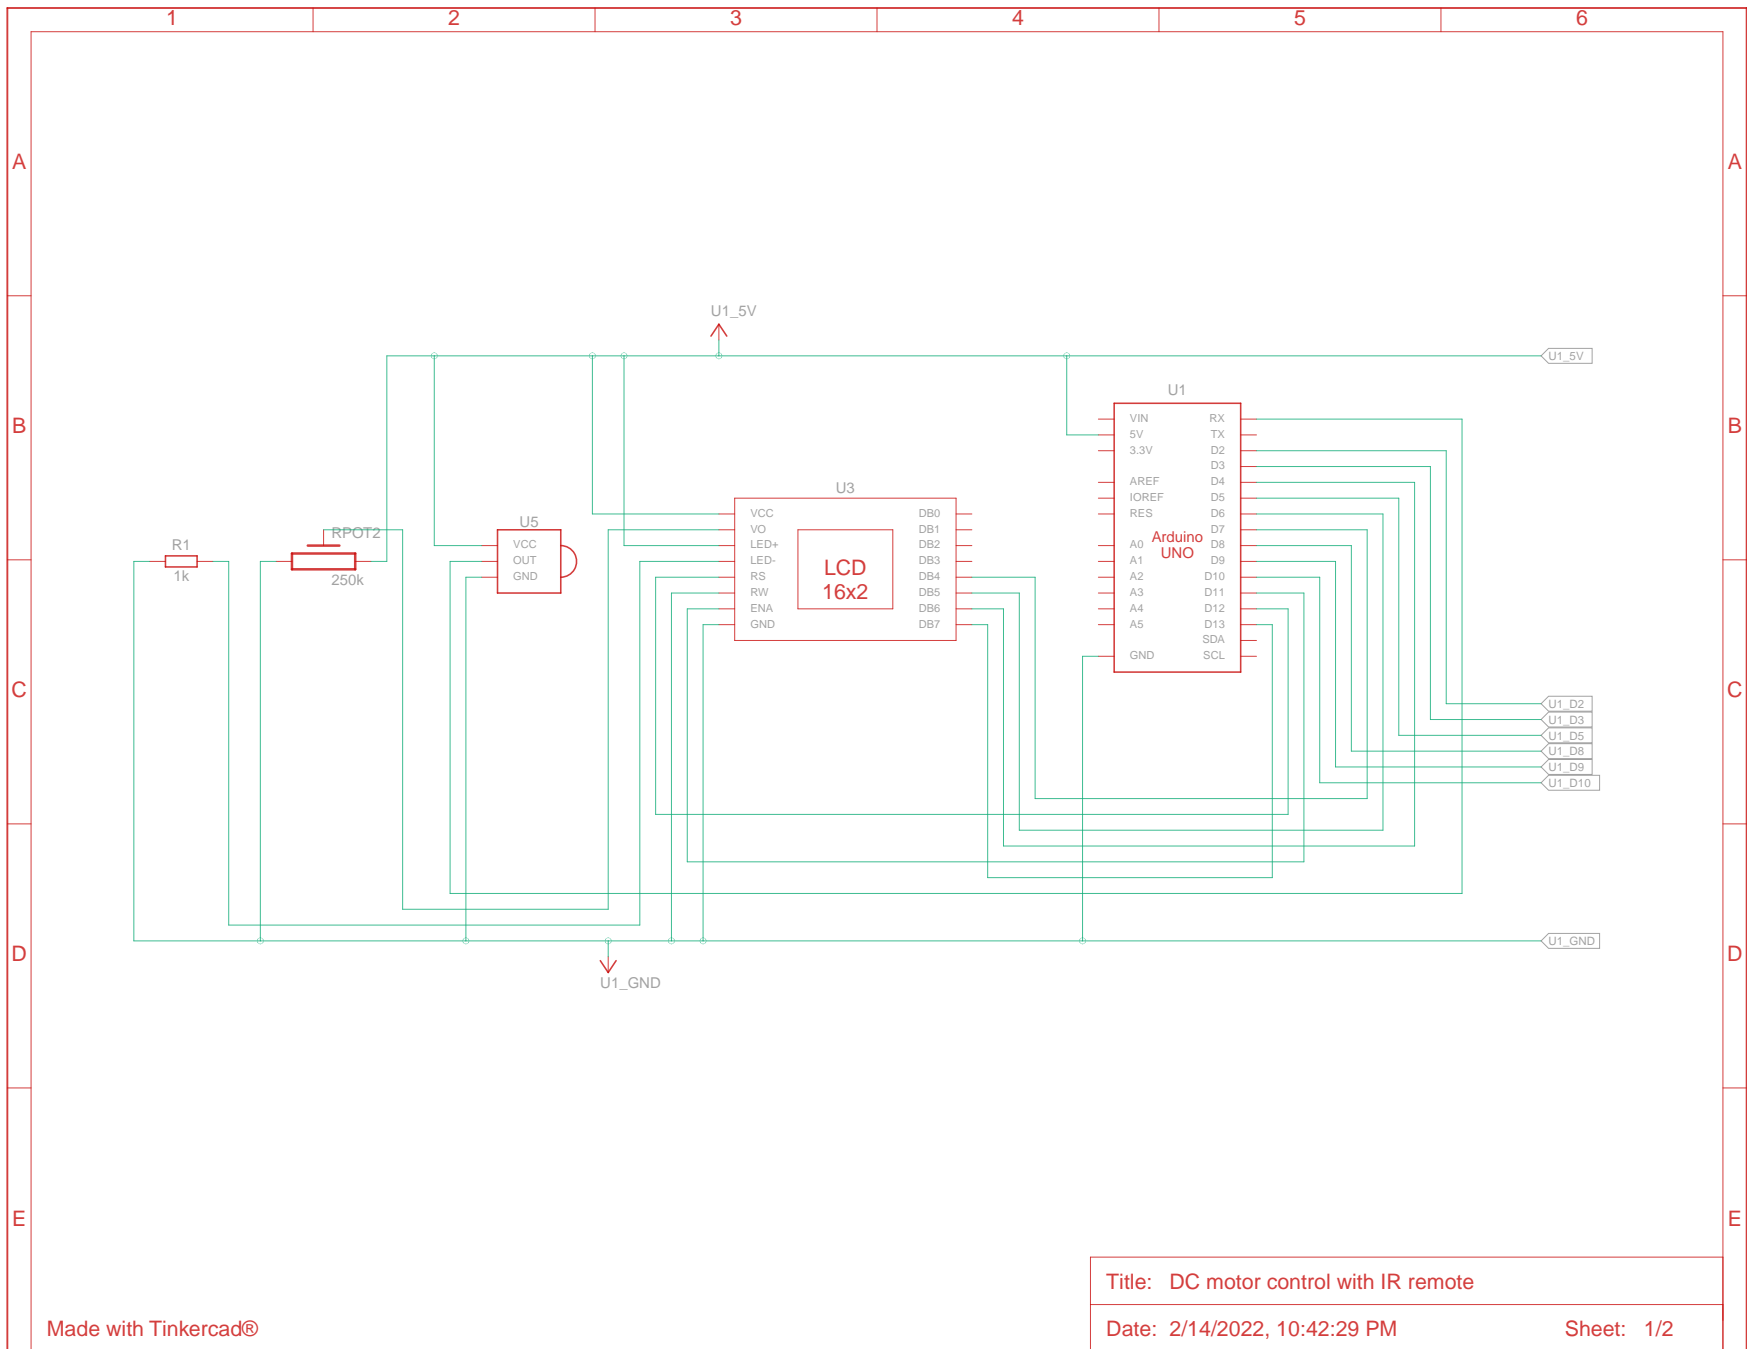 1 2 3 4 5 6
A A
U1_5V
U1_5V
U1
B B
VIN RX
5V TX
3.3V D2
D3
AREF D4
IOREF D5
RES D6
D7
A0 D8
A1 D9
A2 D10
A3 D11
A4 D12
A5 D13
SDA
GND SCL
Arduino
UNO
U3
VCC DB0
VO DB1
LED+ DB2
LED- DB3
RS DB4
RW DB5
ENA DB6
GND DB7
LCD
16x2
U5
VCC
OUT
GND
RPOT2
250k
R1
1k
C C
U1_D2
U1_D3
U1_D5
U1_D8
U1_D9
U1_D10
U1_GND
D D
U1_GND
E E
Title: DC motor control with IR remote
Made with Tinkercad®
Date: 2/14/2022, 10:42:29 PM Sheet: 1/2